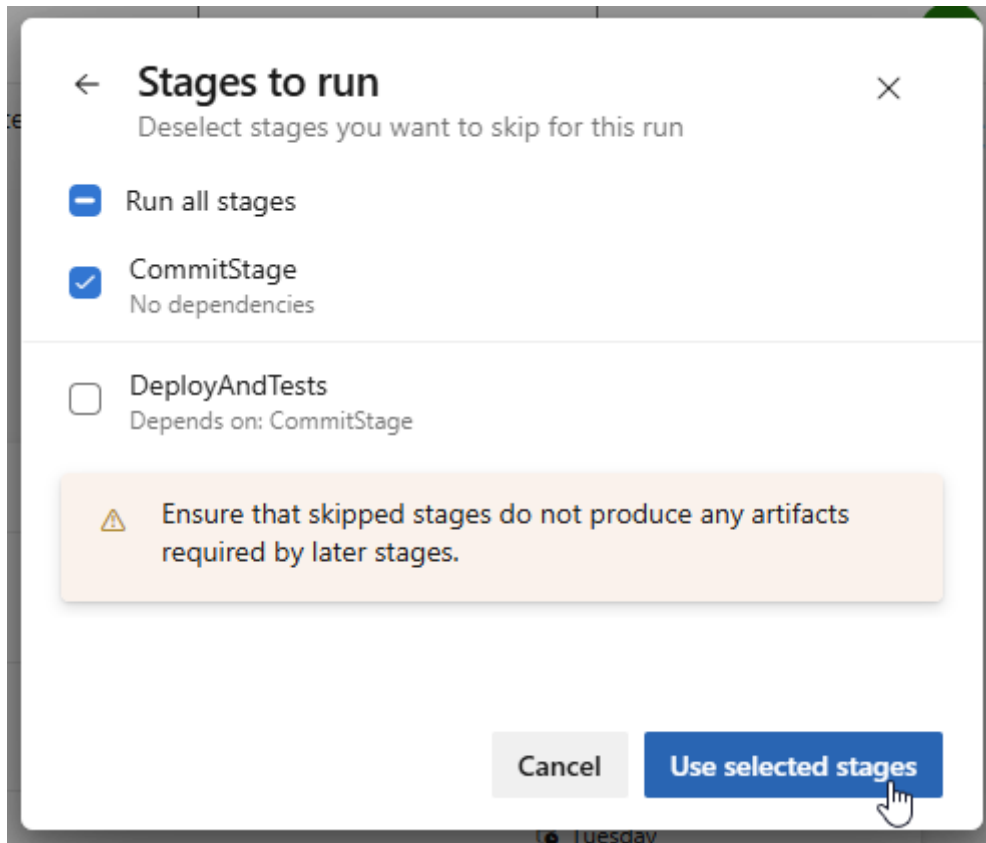 Stages to run
Deselect stages you want to skip for this run
Run all stages
CommitStage
No dependencies
DeployAndTests
Depends on: CommitStage
Ensure that skipped stages do not produce any artifacts
required by later stages.
Cancel
Use selected stages
Tuesday